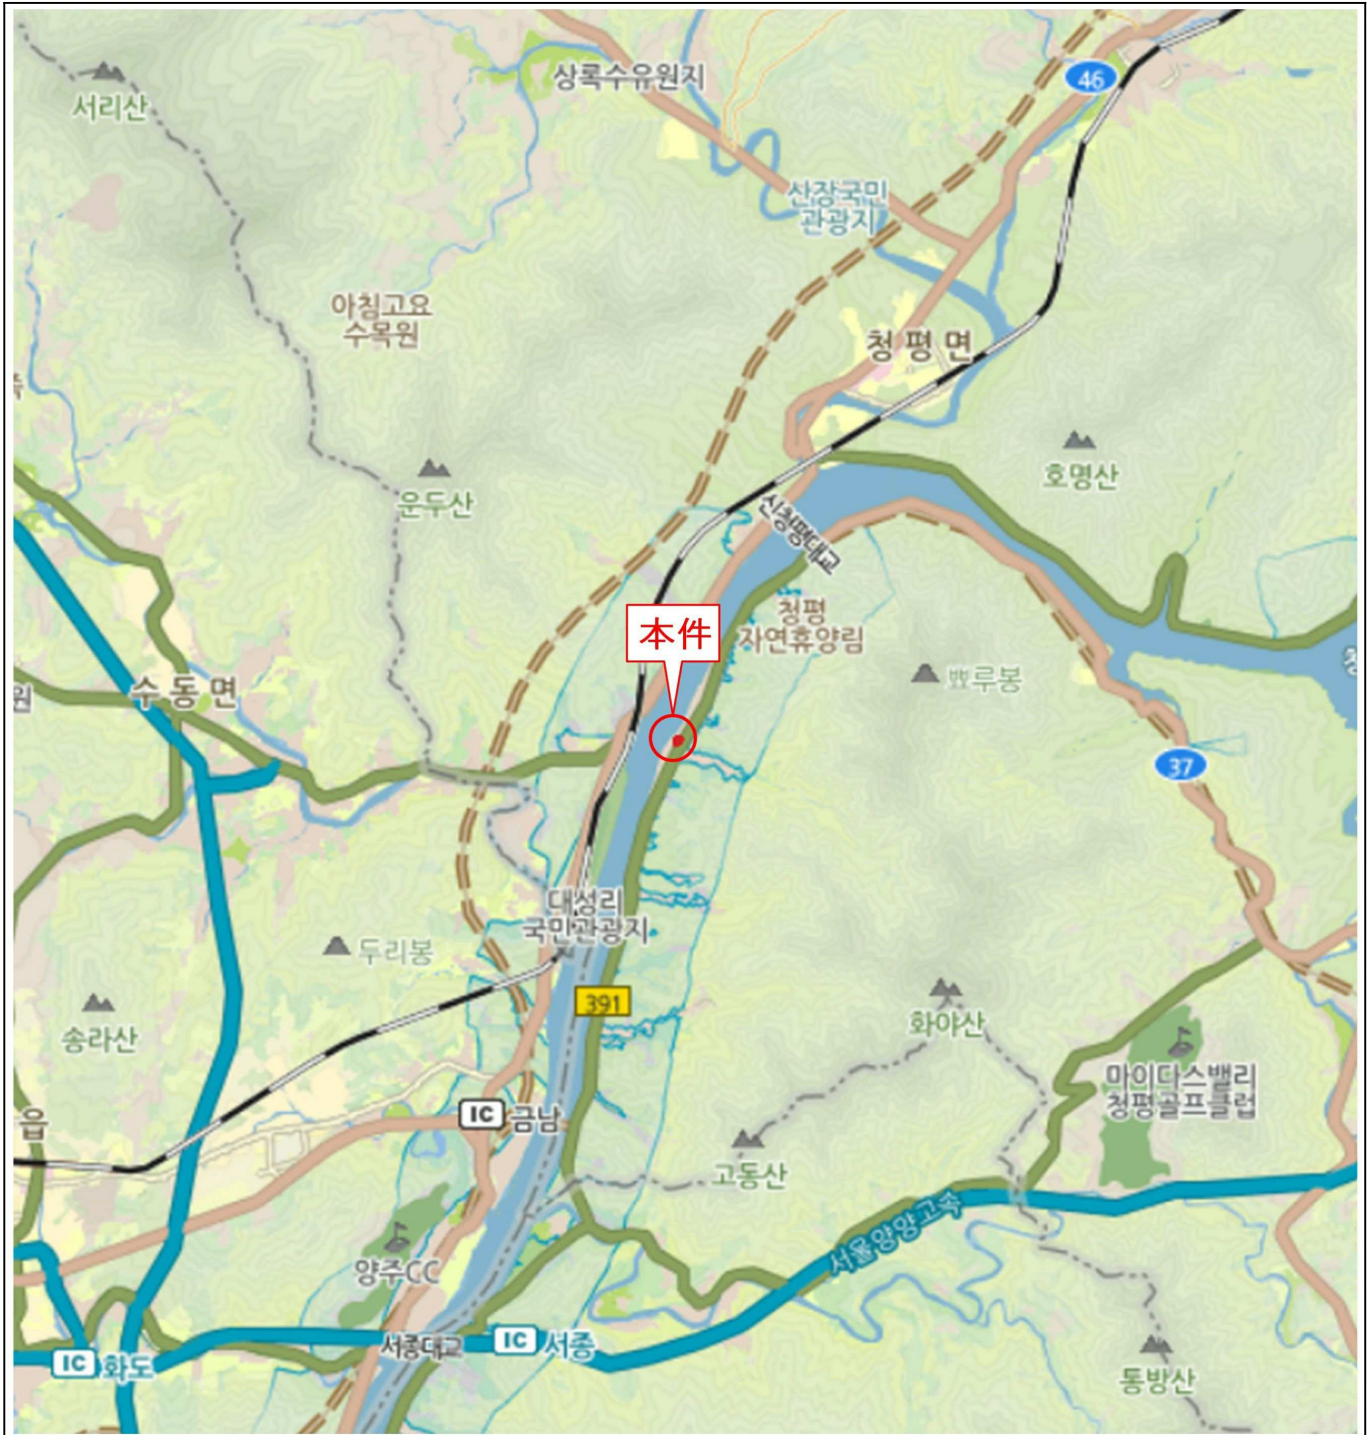 상록수유원지
46
서리산
산장국민
관광지
아침고요
수목원
청평면
호명산
운두산
신청평대교
本件
청평
자연휴양림
뾰루봉
원
수동면
37
대성리
국민관광지
두리봉
391
송라산
화야산
마이다스밸리
청평골프클럽
읍
IC 금남
고동산
서울양양고속
양주CC
서종대교
IC 서종
IC 화도
통방산